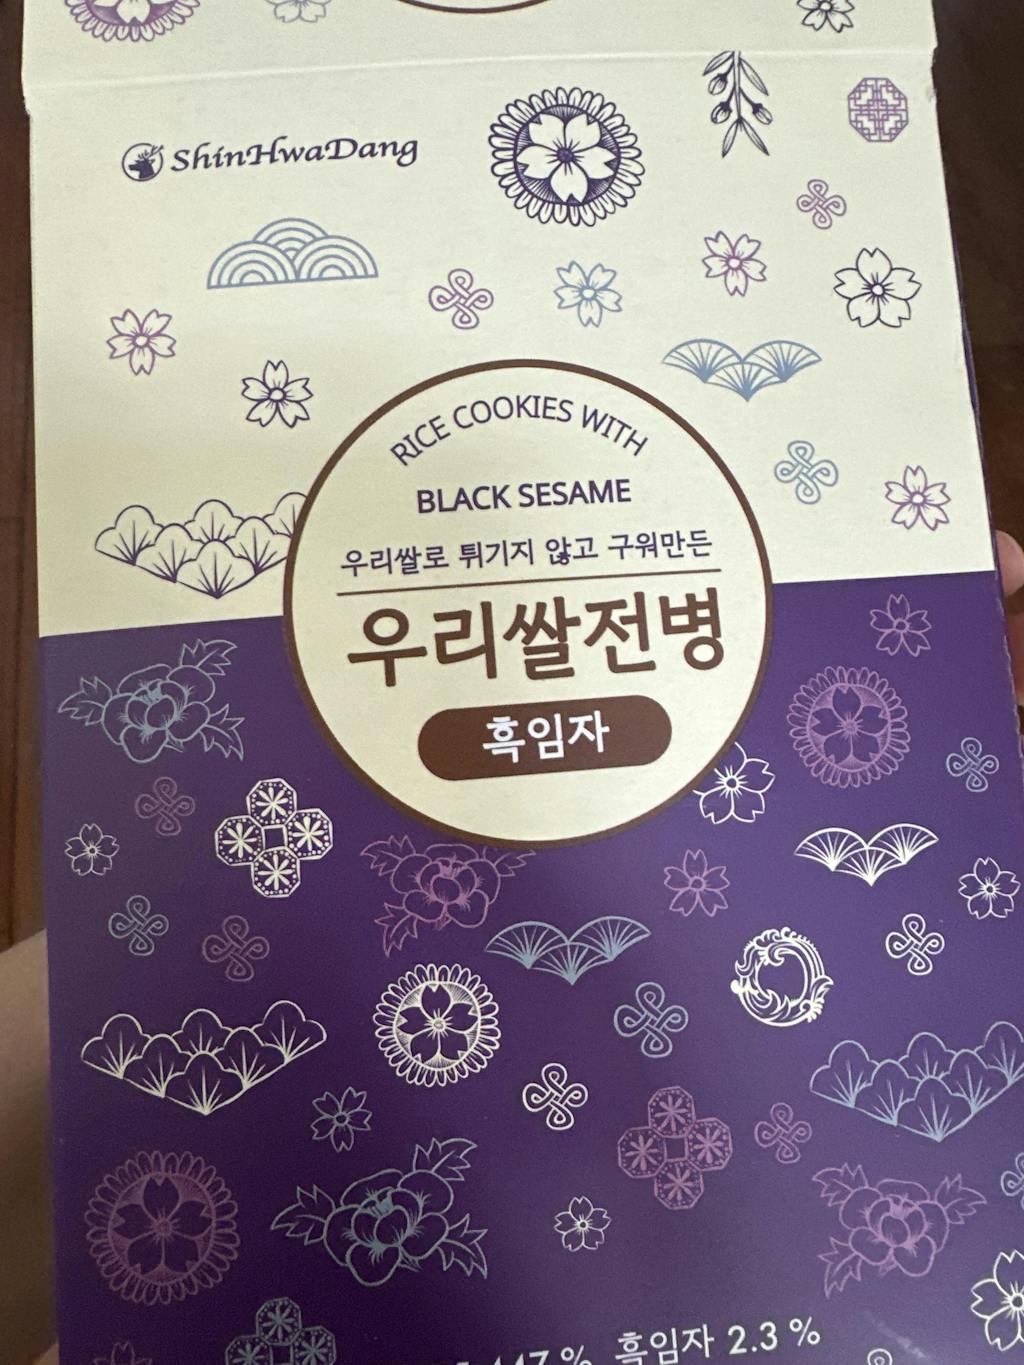 ShinHwaDang
RICE COOKIES WITH
BLACK SESAME
우리쌀로 튀기지 않고 구워만든
우리쌀전병
흑임자
흑임자 2.3 %